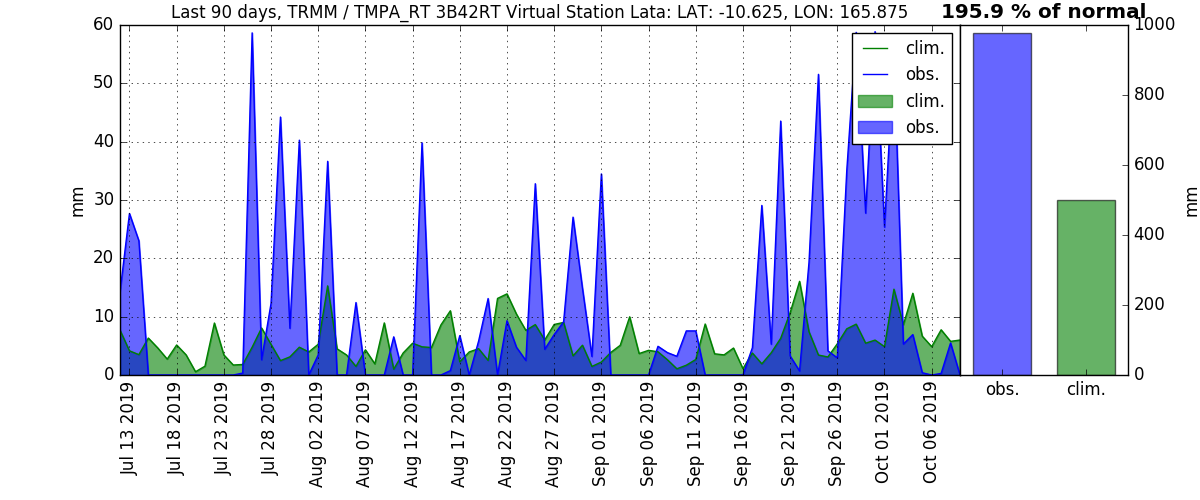 Last 90 days, TRMM / TMPA_RT 3B42RT Virtual Station Lata: LAT: -10.625, LON: 165.875
195.9 % of normal
60
50
40
30
20
10
0
mm
clim.
obs.
clim.
obs.
1000
800
600
400
200
0
mm
Jul 13 2019
Jul 18 2019
Jul 23 2019
Jul 28 2019
Aug 02 2019
Aug 07 2019
Aug 12 2019
Aug 17 2019
Aug 22 2019
Aug 27 2019
Sep 01 2019
Sep 06 2019
Sep 11 2019
Sep 16 2019
Sep 21 2019
Sep 26 2019
Oct 01 2019
Oct 06 2019
obs.
clim.